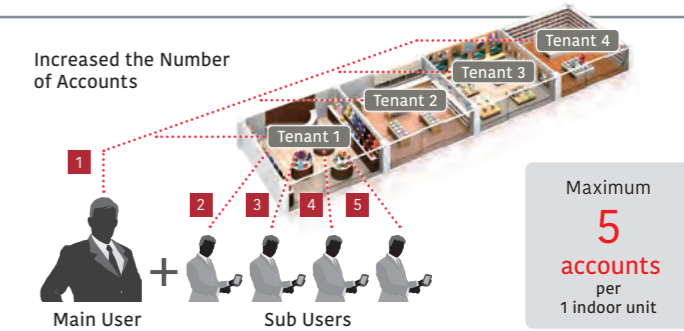 Increased the Number
of Accounts
Tenant 4
Tenant 3
Tenant 2
Tenant 1
1
2
3
4
5
+
Main User
Sub Users
Maximum
5
accounts
per
1 indoor unit